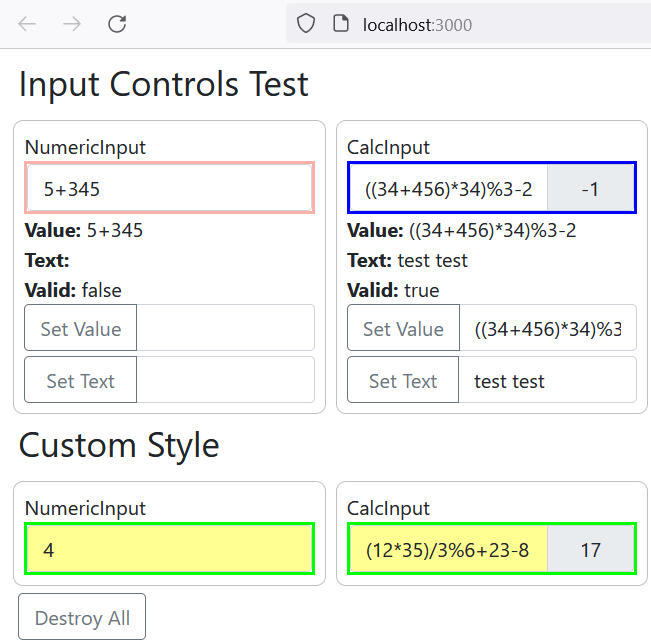 localhost:3000
Input Controls Test
NumericInput
5+345
Value: 5+345
Text:
Valid: false
Set Value
Set Text
CalcInput
((34+456)*34)%3-2 -1
Value: ((34+456)*34)%3-2
Text: test test
Valid: true
Set Value ((34+456)*34)%3
Set Text test test
Custom Style
NumericInput
4
CalcInput
(12*35)/3%6+23-8 17
Destroy All